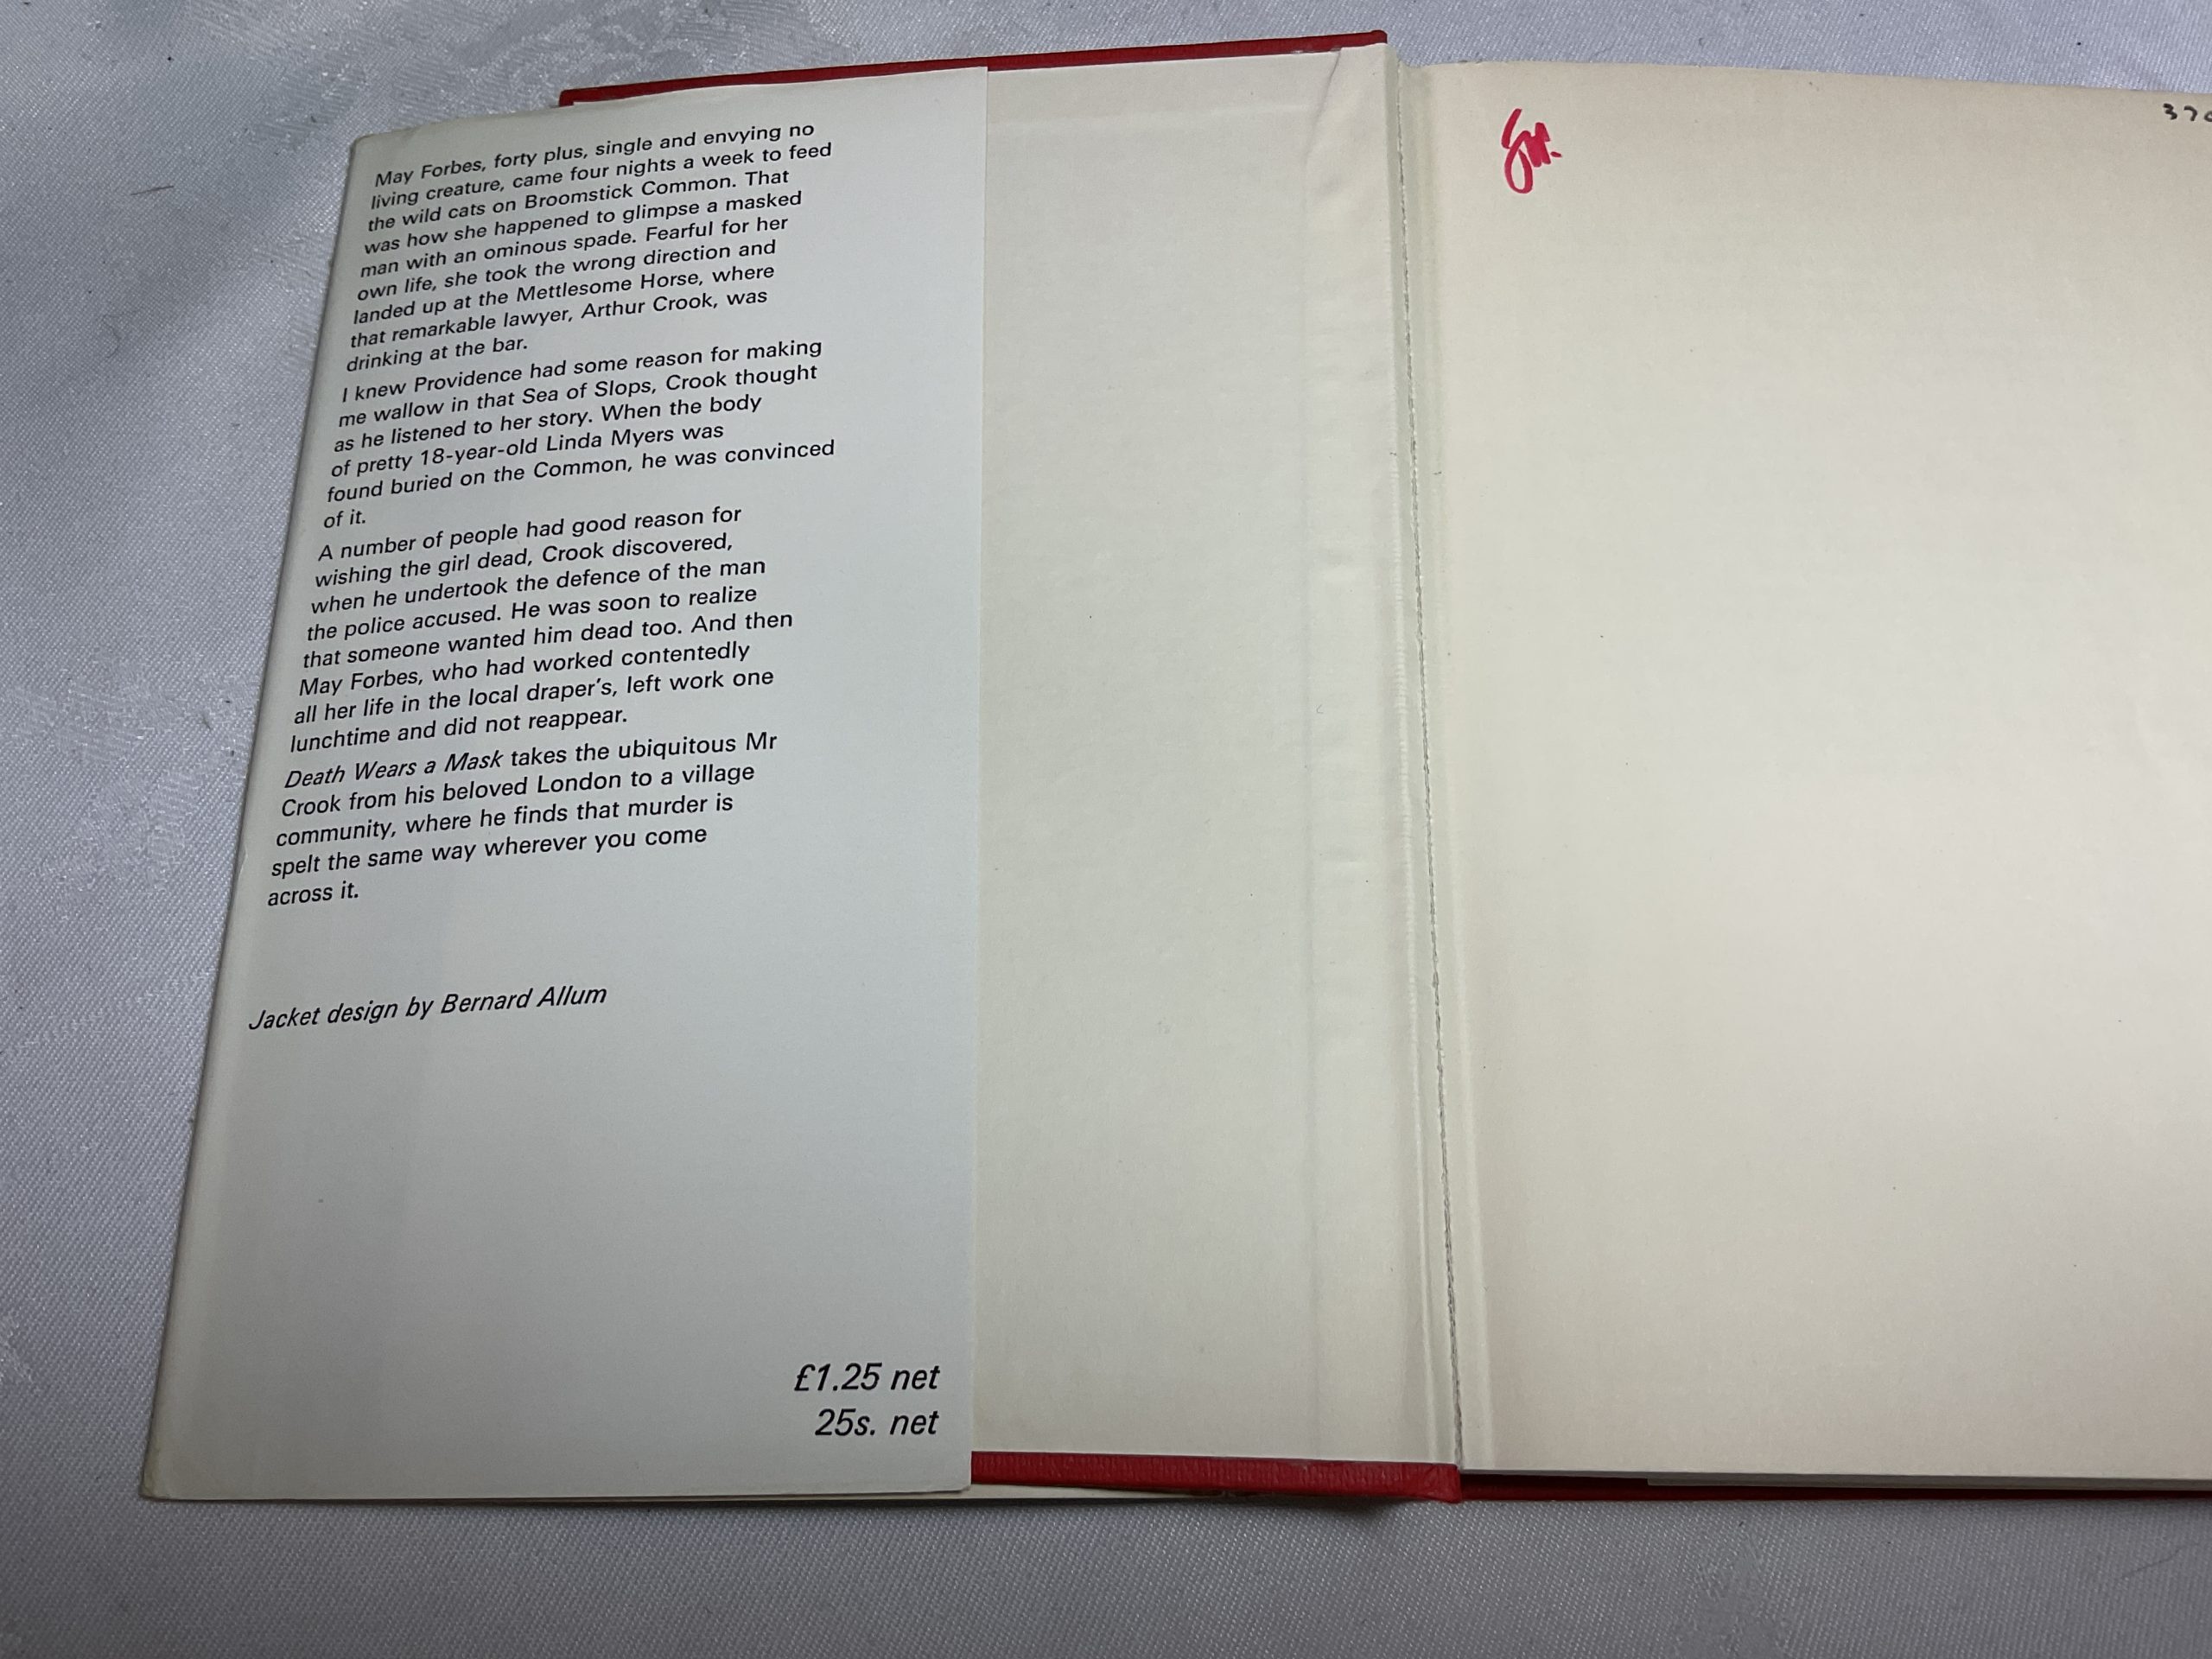 May Forbes, forty plus, single and envying no
living creature, came four nights a week to feed
the wild cats on Broomstick Common. That
was how she happened to glimpse a masked
man with an ominous spade. Fearful for her
own life, she took the wrong direction and
landed up at the Mettlesome Horse, where
that remarkable lawyer, Arthur Crook, was
drinking at the bar.
I knew Providence had some reason for making
me wallow in that Sea of Slops, Crook thought
as he listened to her story. When the body
of pretty 18-year-old Linda Myers was
found buried on the Common, he was convinced
of it.
A number of people had good reason for
wishing the girl dead, Crook discovered,
when he undertook the defence of the man
the police accused. He was soon to realize
that someone wanted him dead too. And then
May Forbes, who had worked contentedly
all her life in the local draper's, left work one
lunchtime and did not reappear.
Death Wears a Mask takes the ubiquitous Mr
Crook from his beloved London to a village
community, where he finds that murder is
spelt the same way wherever you come
across it.
Jacket design by Bernard Allum
£1.25 net
25s. net